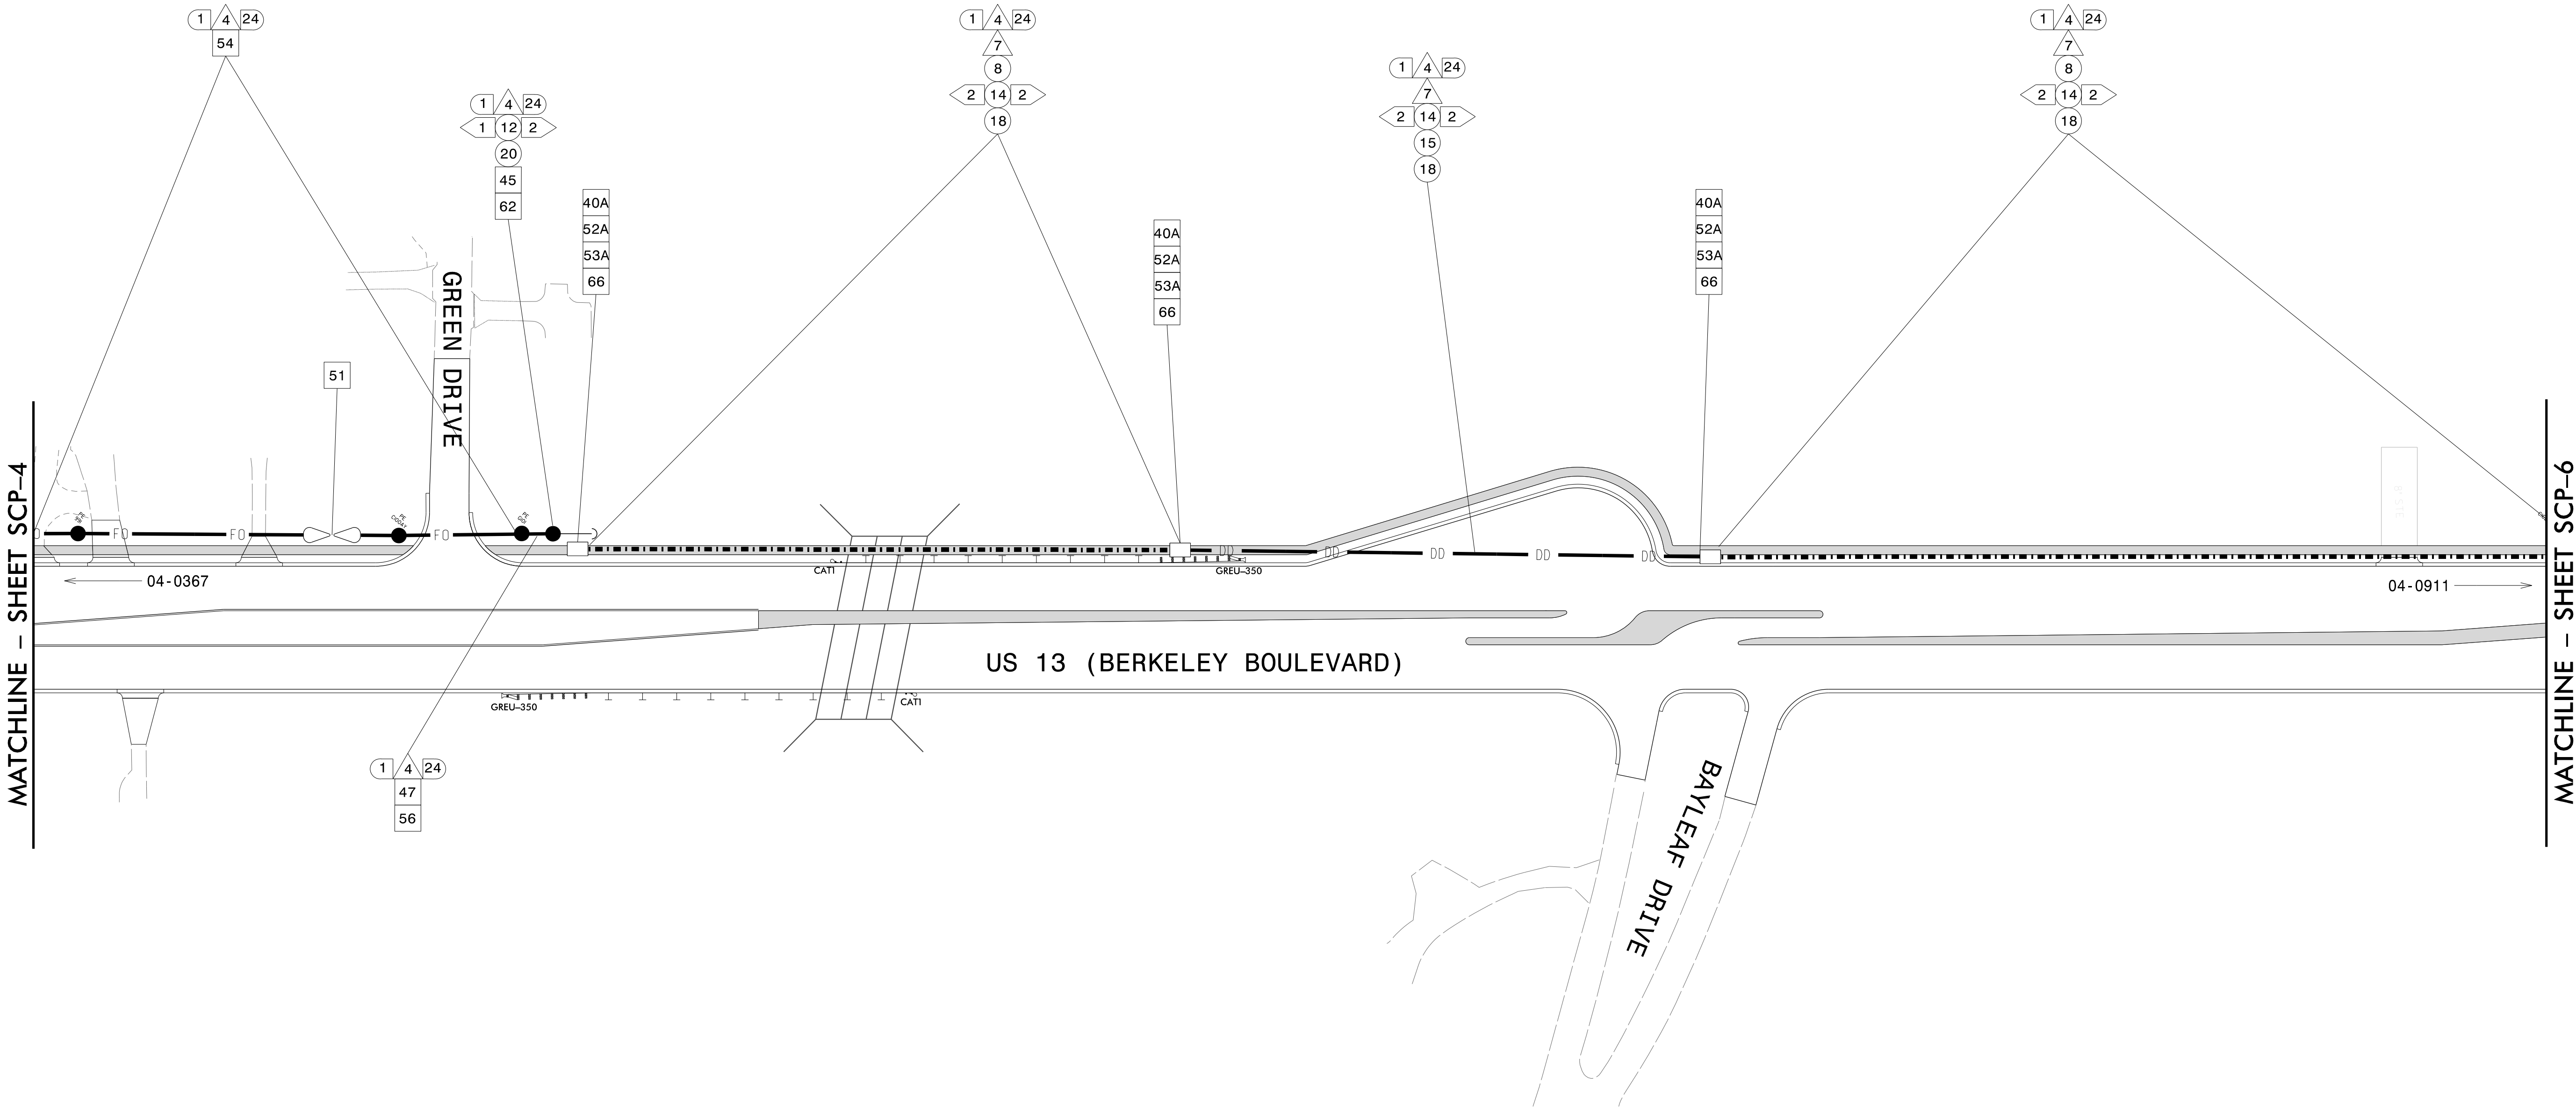 1 4 24
54
1 4 24
7
8
2 14 2
18
1 4 24
7
8
2 14 2
18
1 4 24
7
2 14 2
15
18
1 4 24
1 12 2
20
45
62
40A
52A
53A
66
40A
52A
53A
66
40A
52A
53A
66
51
GREEN DRIVE
MATCHLINE – SHEET SCP–4
MATCHLINE – SHEET SCP–6
FO FO FO
DD DD DD DD DD
CAT1
GREU–350
04-0367
04-0911
US 13 (BERKELEY BOULEVARD)
GREU–350
CAT1
1 4 24
47
56
BAYLEAF DRIVE